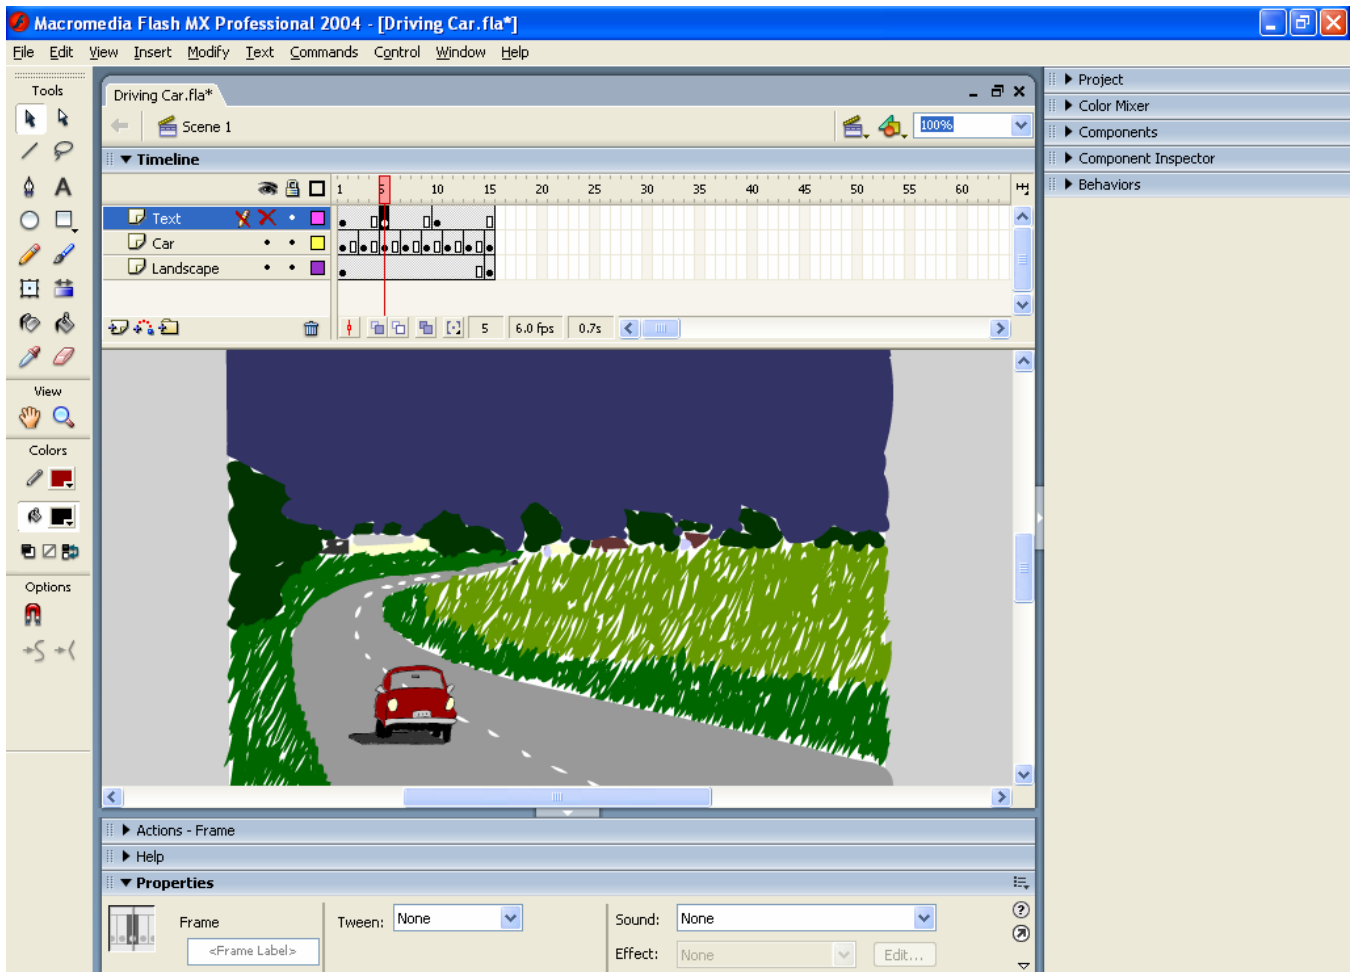 Macromedia Flash MX Professional 2004 - [Driving Car.fla*]
File Edit View Insert Modify Text Commands Control Window Help
Tools
Driving Car.fla*
Scene 1
100%
Timeline
1 5 10 15 20 25 30 35 40 45 50 55 60
Text
Car
Landscape
5 6.0 fps 0.7s
View
Colors
Options
Project
Color Mixer
Components
Component Inspector
Behaviors
Actions - Frame
Help
Properties
Frame
<Frame Label>
Tween: None
Sound: None
Effect: None Edit...